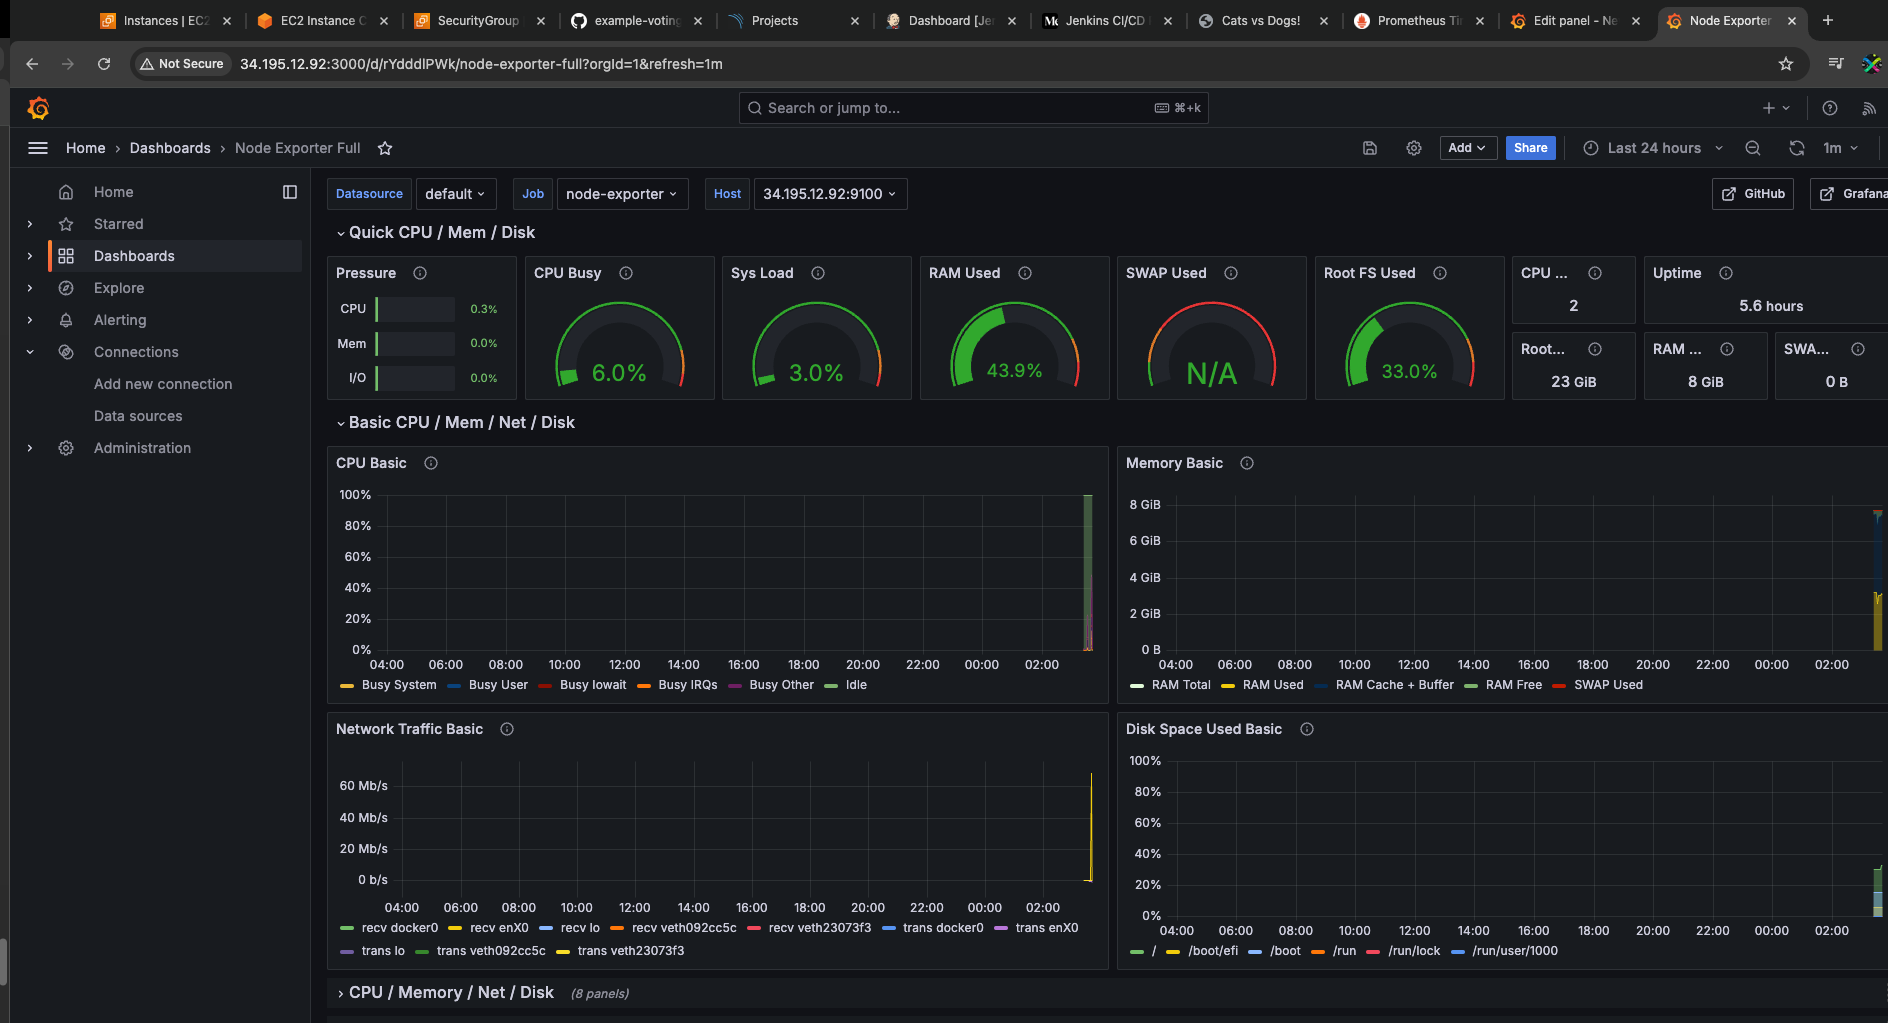 Instances | EC2
EC2 Instance C
SecurityGroup
example-voting
Projects
Dashboard [Je
Jenkins CI/CD
Cats vs Dogs!
Prometheus Ti
Edit panel - Ne
Node Exporter
Not Secure
34.195.12.92:3000/d/rYdddlPWk/node-exporter-full?orgId=1&refresh=1m
Search or jump to...
⌘+k
Home › Dashboards › Node Exporter Full
Add
Share
Last 24 hours
1m
Home
Starred
Dashboards
Explore
Alerting
Connections
Add new connection
Data sources
Administration
Datasource default
Job node-exporter
Host 34.195.12.92:9100
GitHub
Grafana
Quick CPU / Mem / Disk
Pressure
CPU 0.3%
Mem 0.0%
I/O 0.0%
CPU Busy
6.0%
Sys Load
3.0%
RAM Used
43.9%
SWAP Used
N/A
Root FS Used
33.0%
CPU ...
2
Uptime
5.6 hours
Root...
23 GiB
RAM ...
8 GiB
SWA...
0 B
Basic CPU / Mem / Net / Disk
CPU Basic
100%
80%
60%
40%
20%
0%
04:00 06:00 08:00 10:00 12:00 14:00 16:00 18:00 20:00 22:00 00:00 02:00
Busy System Busy User Busy Iowait Busy IRQs Busy Other Idle
Memory Basic
8 GiB
6 GiB
4 GiB
2 GiB
0 B
04:00 06:00 08:00 10:00 12:00 14:00 16:00 18:00 20:00 22:00 00:00 02:00
RAM Total RAM Used RAM Cache + Buffer RAM Free SWAP Used
Network Traffic Basic
60 Mb/s
40 Mb/s
20 Mb/s
0 b/s
04:00 06:00 08:00 10:00 12:00 14:00 16:00 18:00 20:00 22:00 00:00 02:00
recv docker0 recv enX0 recv lo recv veth092cc5c recv veth23073f3 trans docker0 trans enX0
trans lo trans veth092cc5c trans veth23073f3
Disk Space Used Basic
100%
80%
60%
40%
20%
0%
04:00 06:00 08:00 10:00 12:00 14:00 16:00 18:00 20:00 22:00 00:00 02:00
/ /boot/efi /boot /run /run/lock /run/user/1000
CPU / Memory / Net / Disk (8 panels)